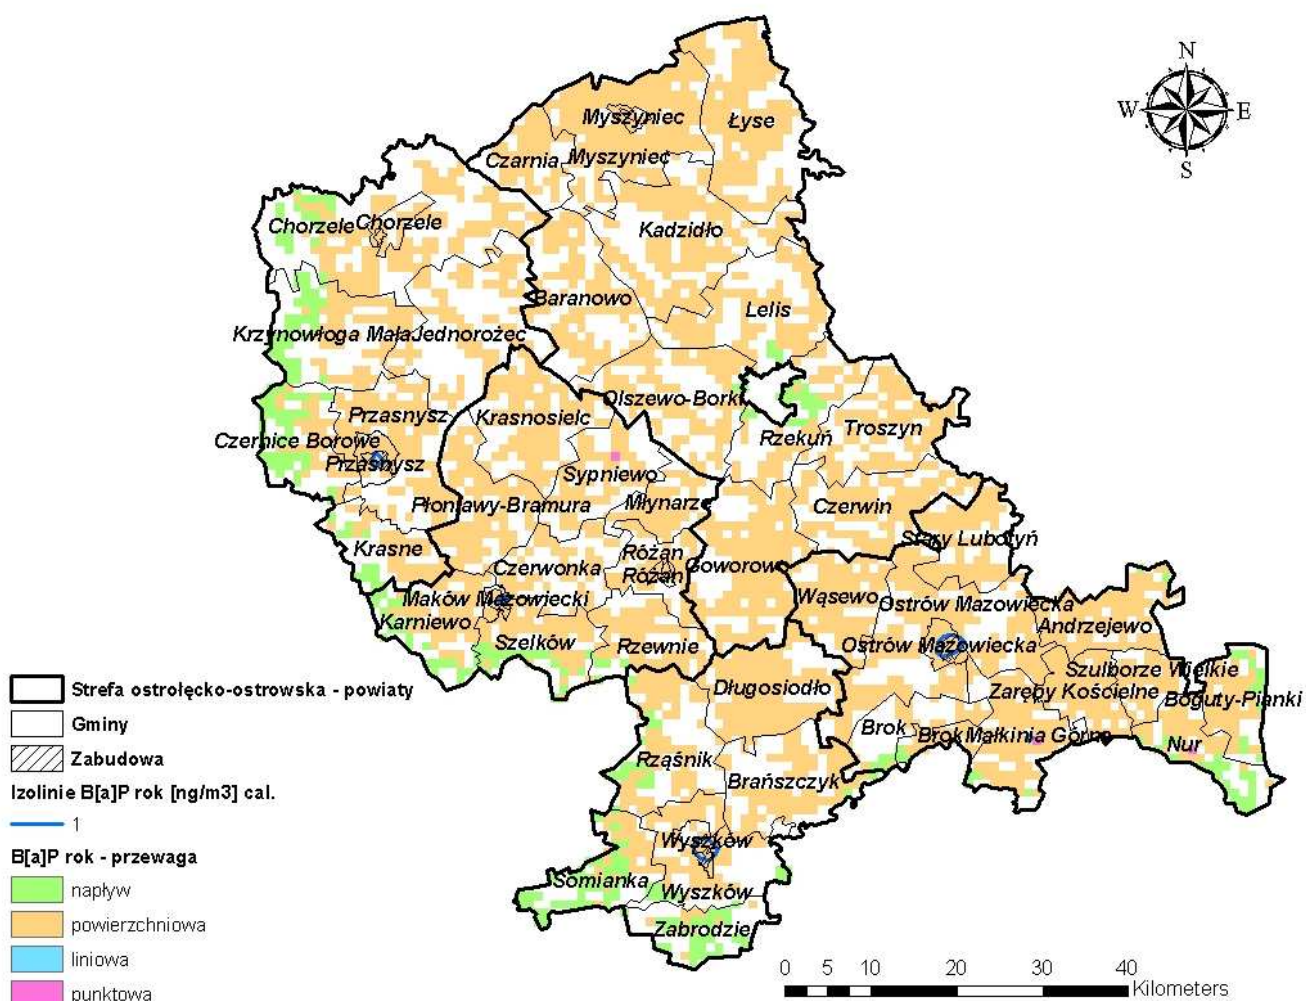 N
W E
S
Myszyniec
Łyse
Czarnia
Myszyniec
Chorzele
Chorzele
Kadzidło
Baranowo
Lelis
Krzynowłoga Mała
Jednorożec
Olszewo-Borki
Przasnysz
Krasnosielc
Troszyn
Rzekuń
Czernice Borowe
Przasnysz
Sypniewo
Płoniawy-Bramura
Młynarze
Czerwin
Stary Lubotyń
Krasne
Różan
Czerwonka
Różan
Goworowo
Wąsewo
Ostrów Mazowiecka
Maków Mazowiecki
Karniewo
Andrzejewo
Szelków
Rzewnie
Ostrów Mazowiecka
Szulborze Wielkie
Długosiodło
Zaręby Kościelne
Boguty-Pianki
Brok
Brok
Małkinia Górna
Nur
Rząśnik
Brańszczyk
Wyszków
Somianka
Wyszków
Zabrodzie
Strefa ostrołęcko-ostrowska - powiaty
Gminy
Zabudowa
Izolinie B[a]P rok [ng/m3] cal.
1
B[a]P rok - przewaga
napływ
powierzchniowa
liniowa
punktowa
0 5 10 20 30 40
Kilometers